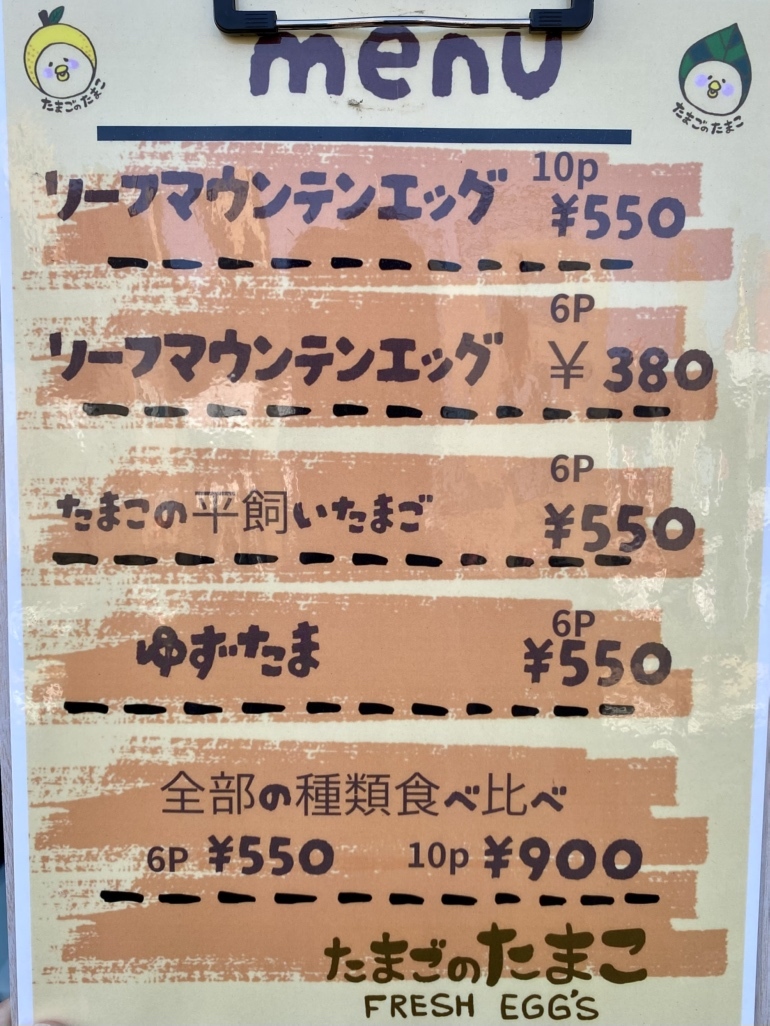 menu
たまごのたまこ
たまごのたまこ
リーフマウンテンエッグ 10p ¥550
リーフマウンテンエッグ 6P ¥380
たまこの平飼いたまご 6P ¥550
ゆずたま 6P ¥550
全部の種類食べ比べ
6P ¥550 10p ¥900
たまごのたまこ
FRESH EGG'S